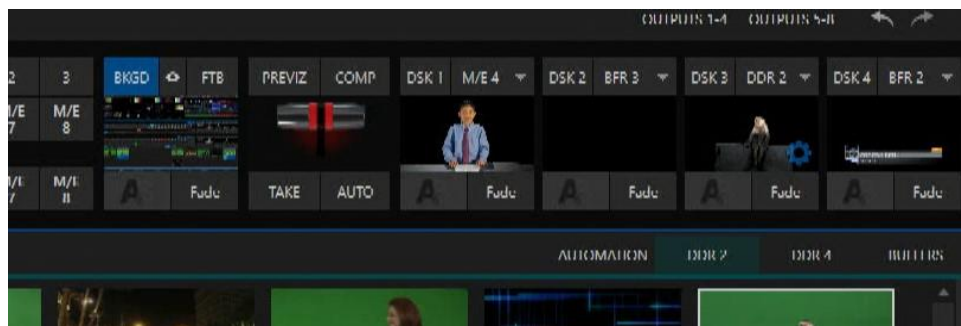 OUTPUTS 1-4 OUTPUTS 5-8
2 3 BKGD FTB PREVIZ COMP DSK 1 M/E 4 DSK 2 BFR 3 DSK 3 DDR 2 DSK 4 BFR 2
M/E 7 M/E 8
M/E 7 M/E 8 A Fade TAKE AUTO A Fade A Fade A Fade A Fade
AUTOMATION DDR 2 DDR 4 BUFFERS